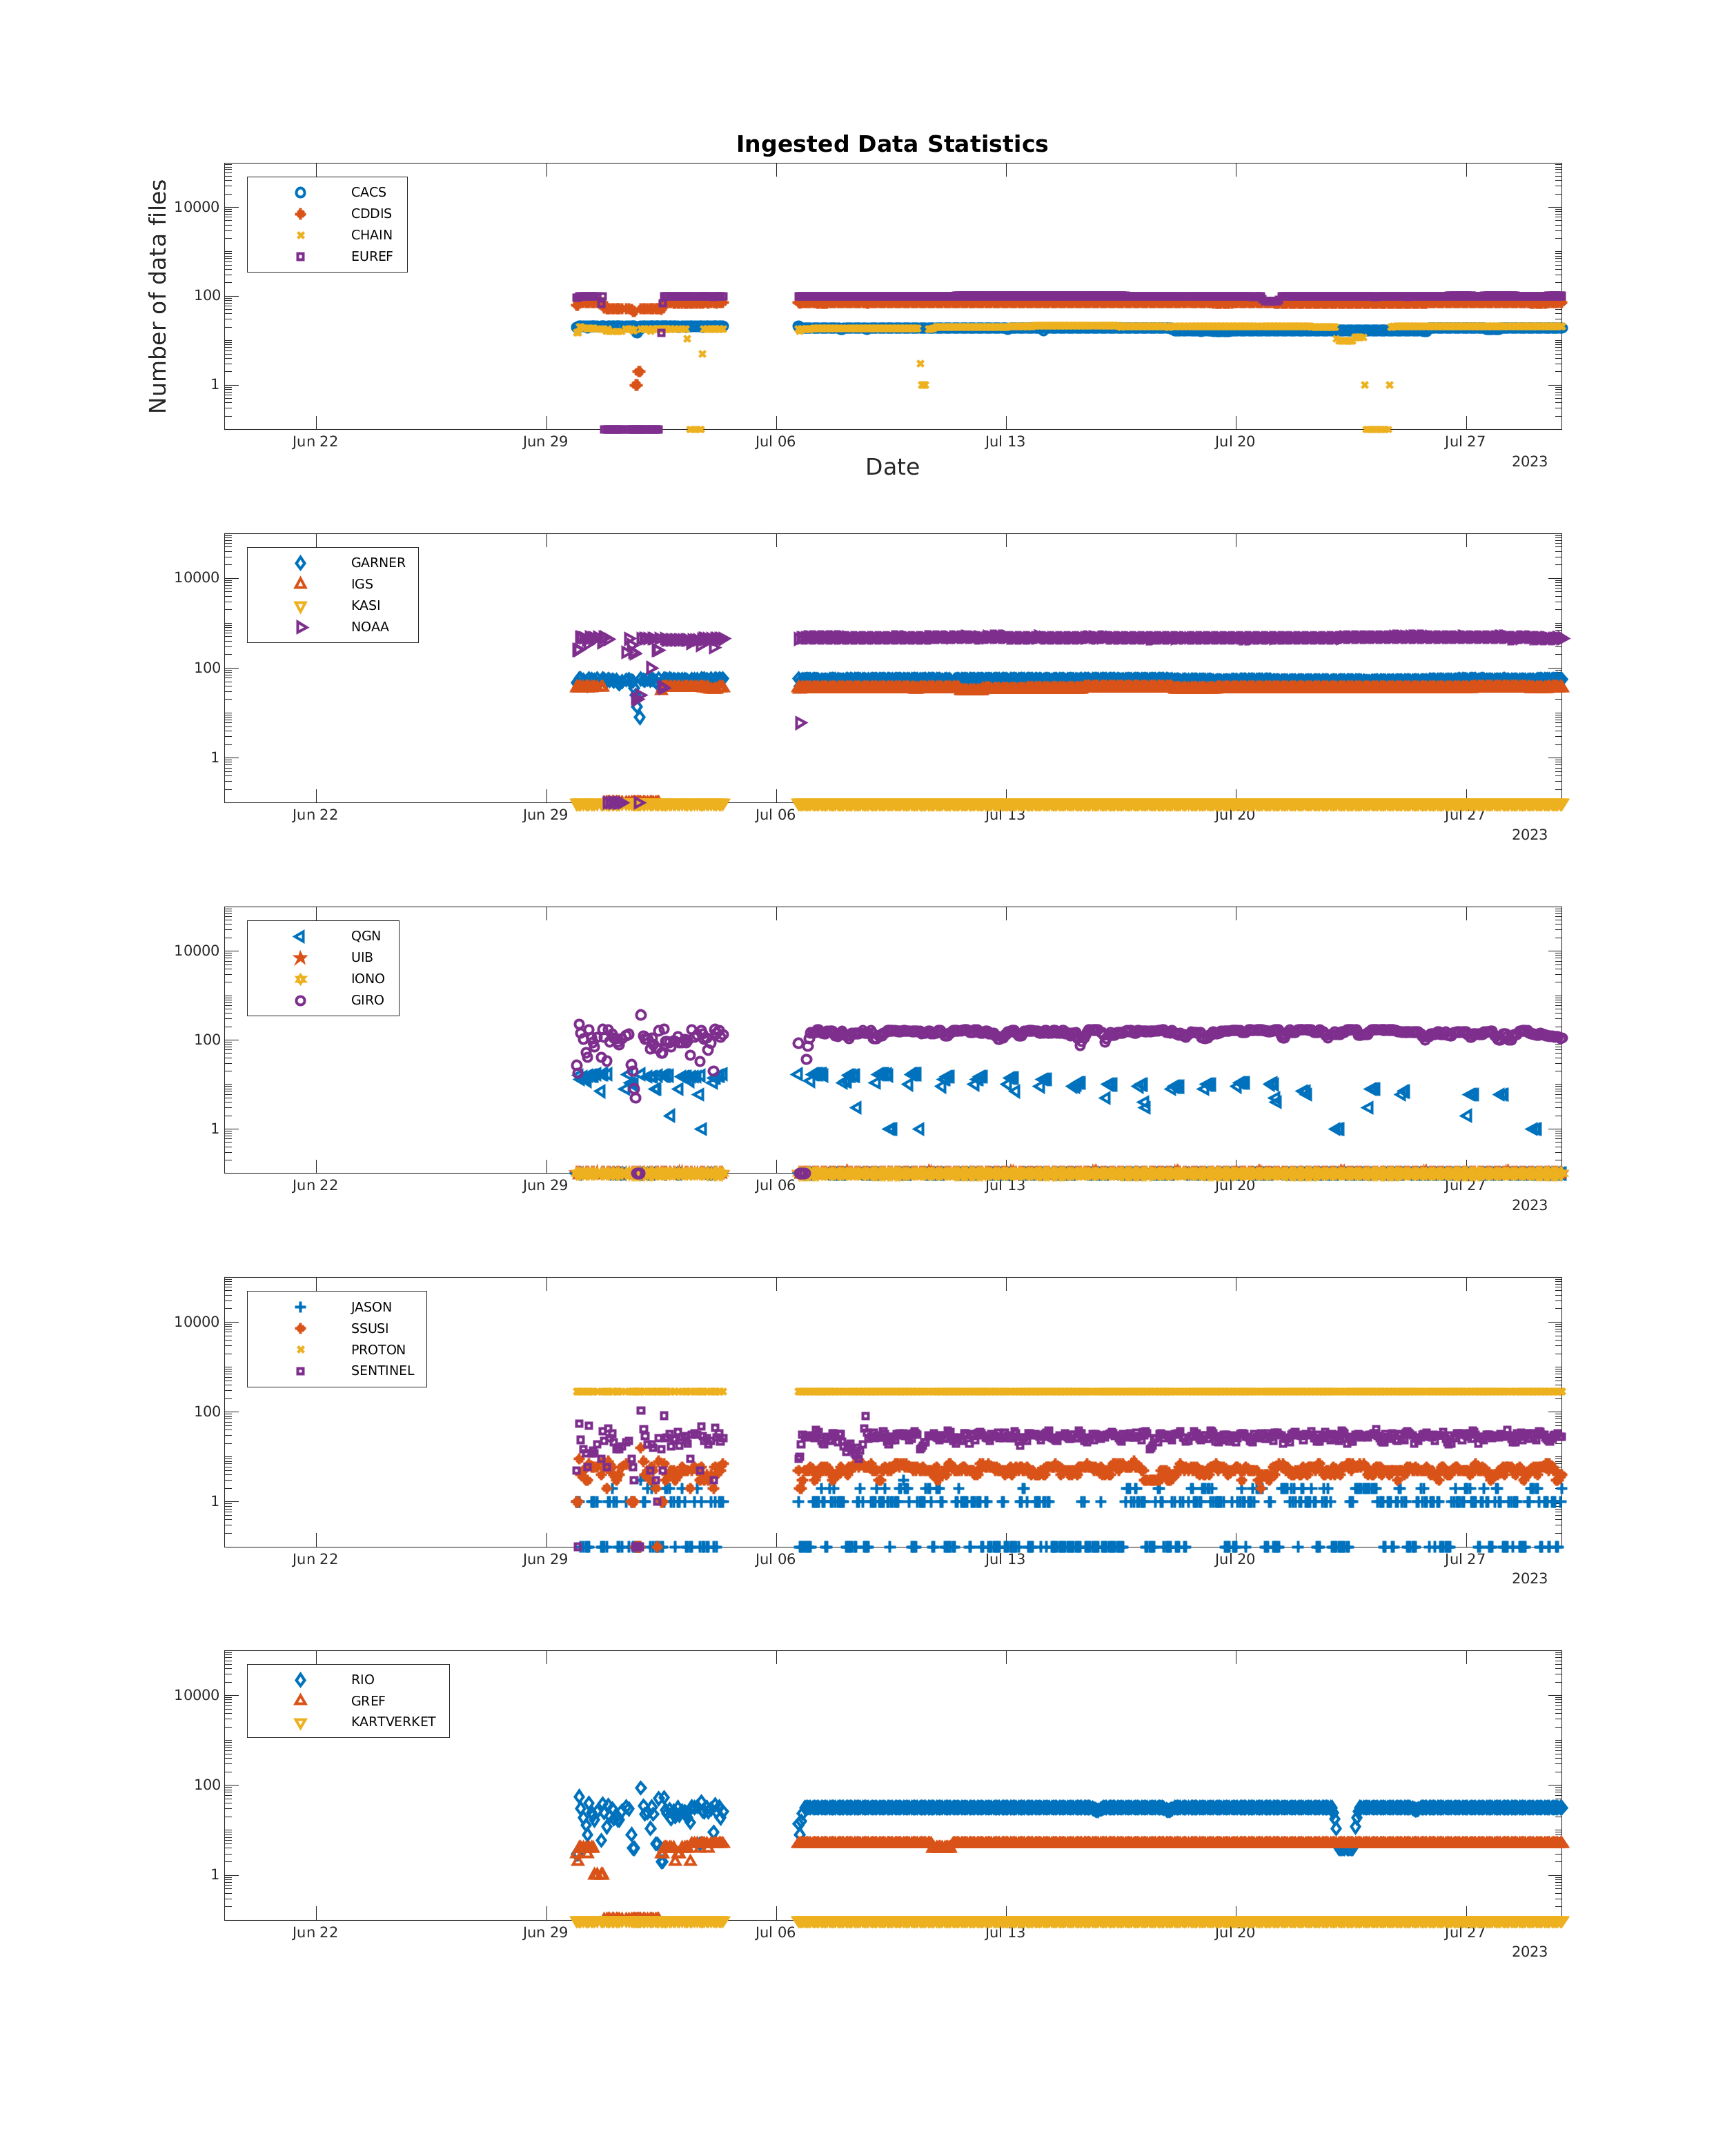 Ingested Data Statistics
Number of data files
10000
100
1
CACS
CDDIS
CHAIN
EUREF
Jun 22
Jun 29
Jul 06
Jul 13
Jul 20
Jul 27
2023
Date
10000
100
1
GARNER
IGS
KASI
NOAA
Jun 22
Jun 29
Jul 06
Jul 13
Jul 20
Jul 27
2023
10000
100
1
QGN
UIB
IONO
GIRO
Jun 22
Jun 29
Jul 06
Jul 13
Jul 20
Jul 27
2023
10000
100
1
JASON
SSUSI
PROTON
SENTINEL
Jun 22
Jun 29
Jul 06
Jul 13
Jul 20
Jul 27
2023
10000
100
1
RIO
GREF
KARTVERKET
Jun 22
Jun 29
Jul 06
Jul 13
Jul 20
Jul 27
2023